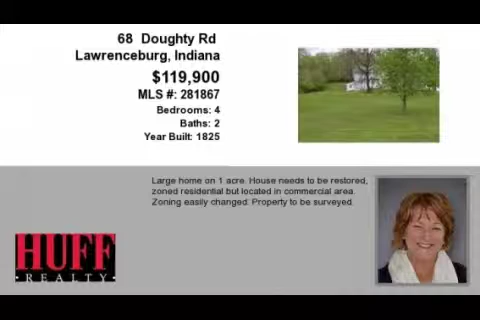 68 Doughty Rd
Lawrenceburg, Indiana
$119,900
MLS #: 281867
Bedrooms: 4
Baths: 2
Year Built: 1825
Large home on 1 acre. House needs to be restored,
zoned residential but located in commercial area.
Zoning easily changed. Property to be surveyed.
HUFF
·REALTY·